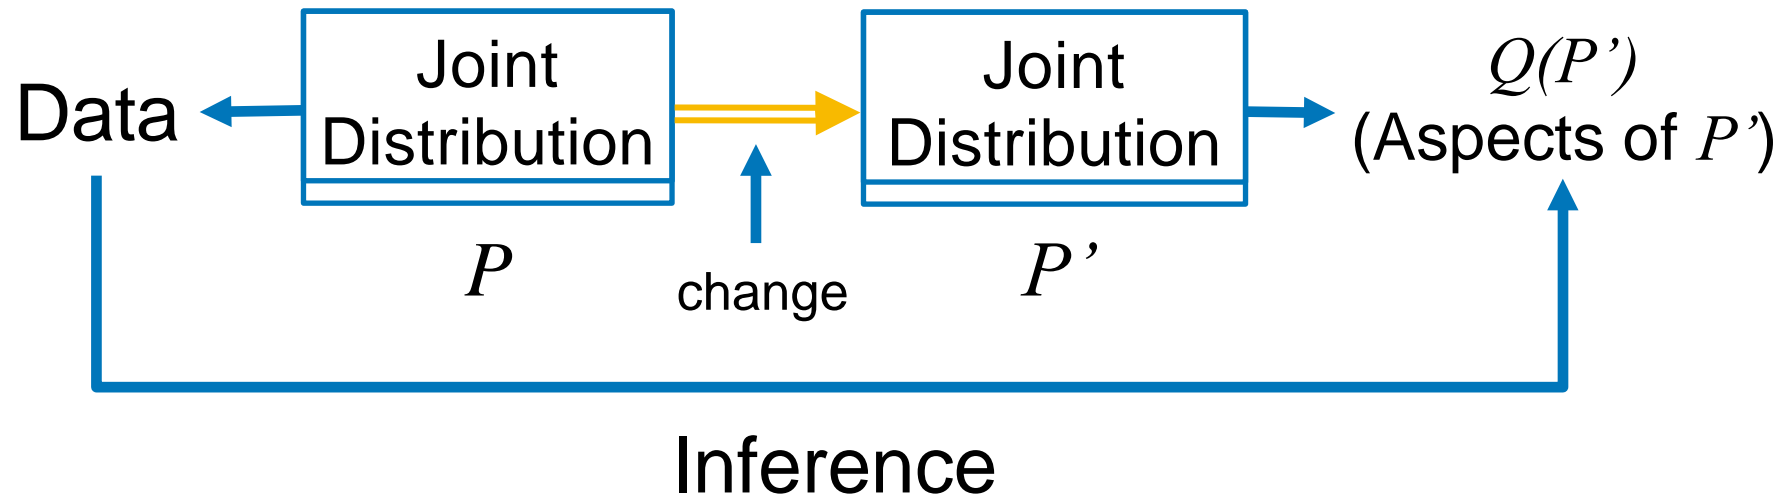 Data
Joint
Distribution
P
change
Joint
Distribution
P’
Q(P’)
(Aspects of P’)
Inference